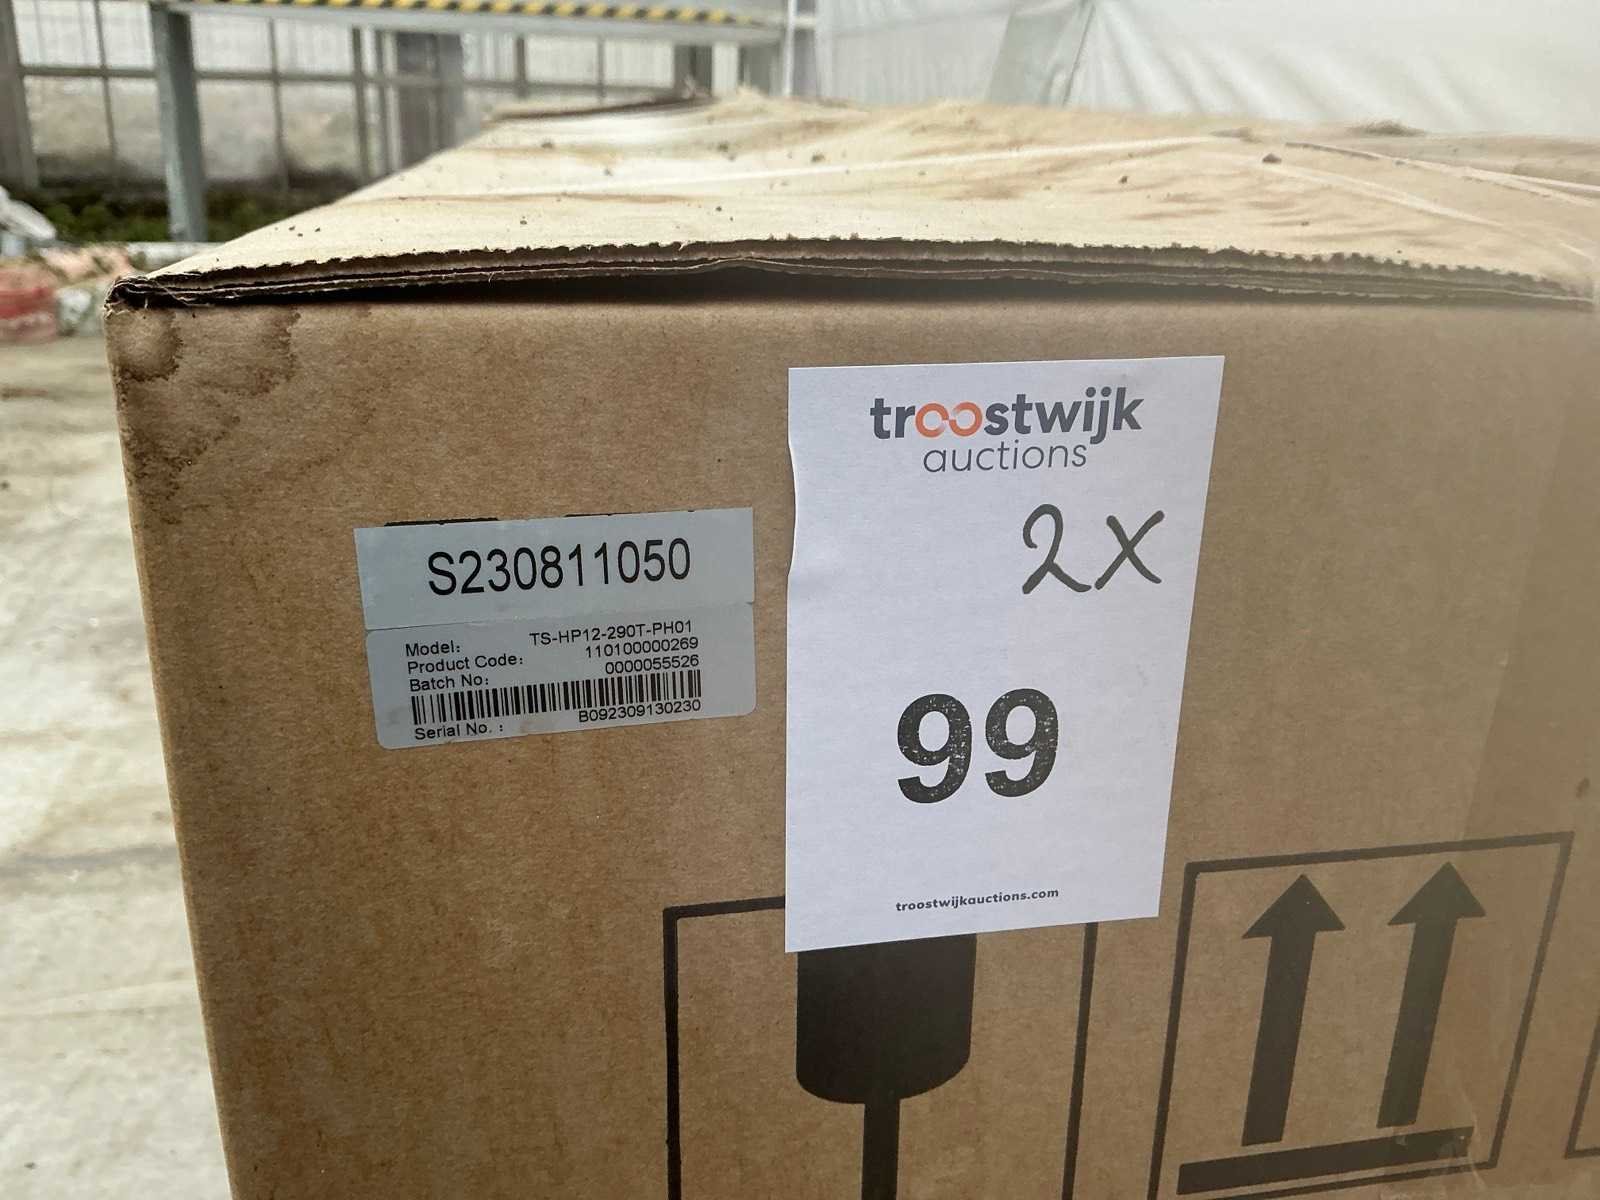 troostwijk
auctions
2X
S230811050
Model: TS-HP12-290T-PH01
Product Code: 110100000269
Batch No: 0000055526
Serial No. : B092309130230
99
troostwijkauctions.com